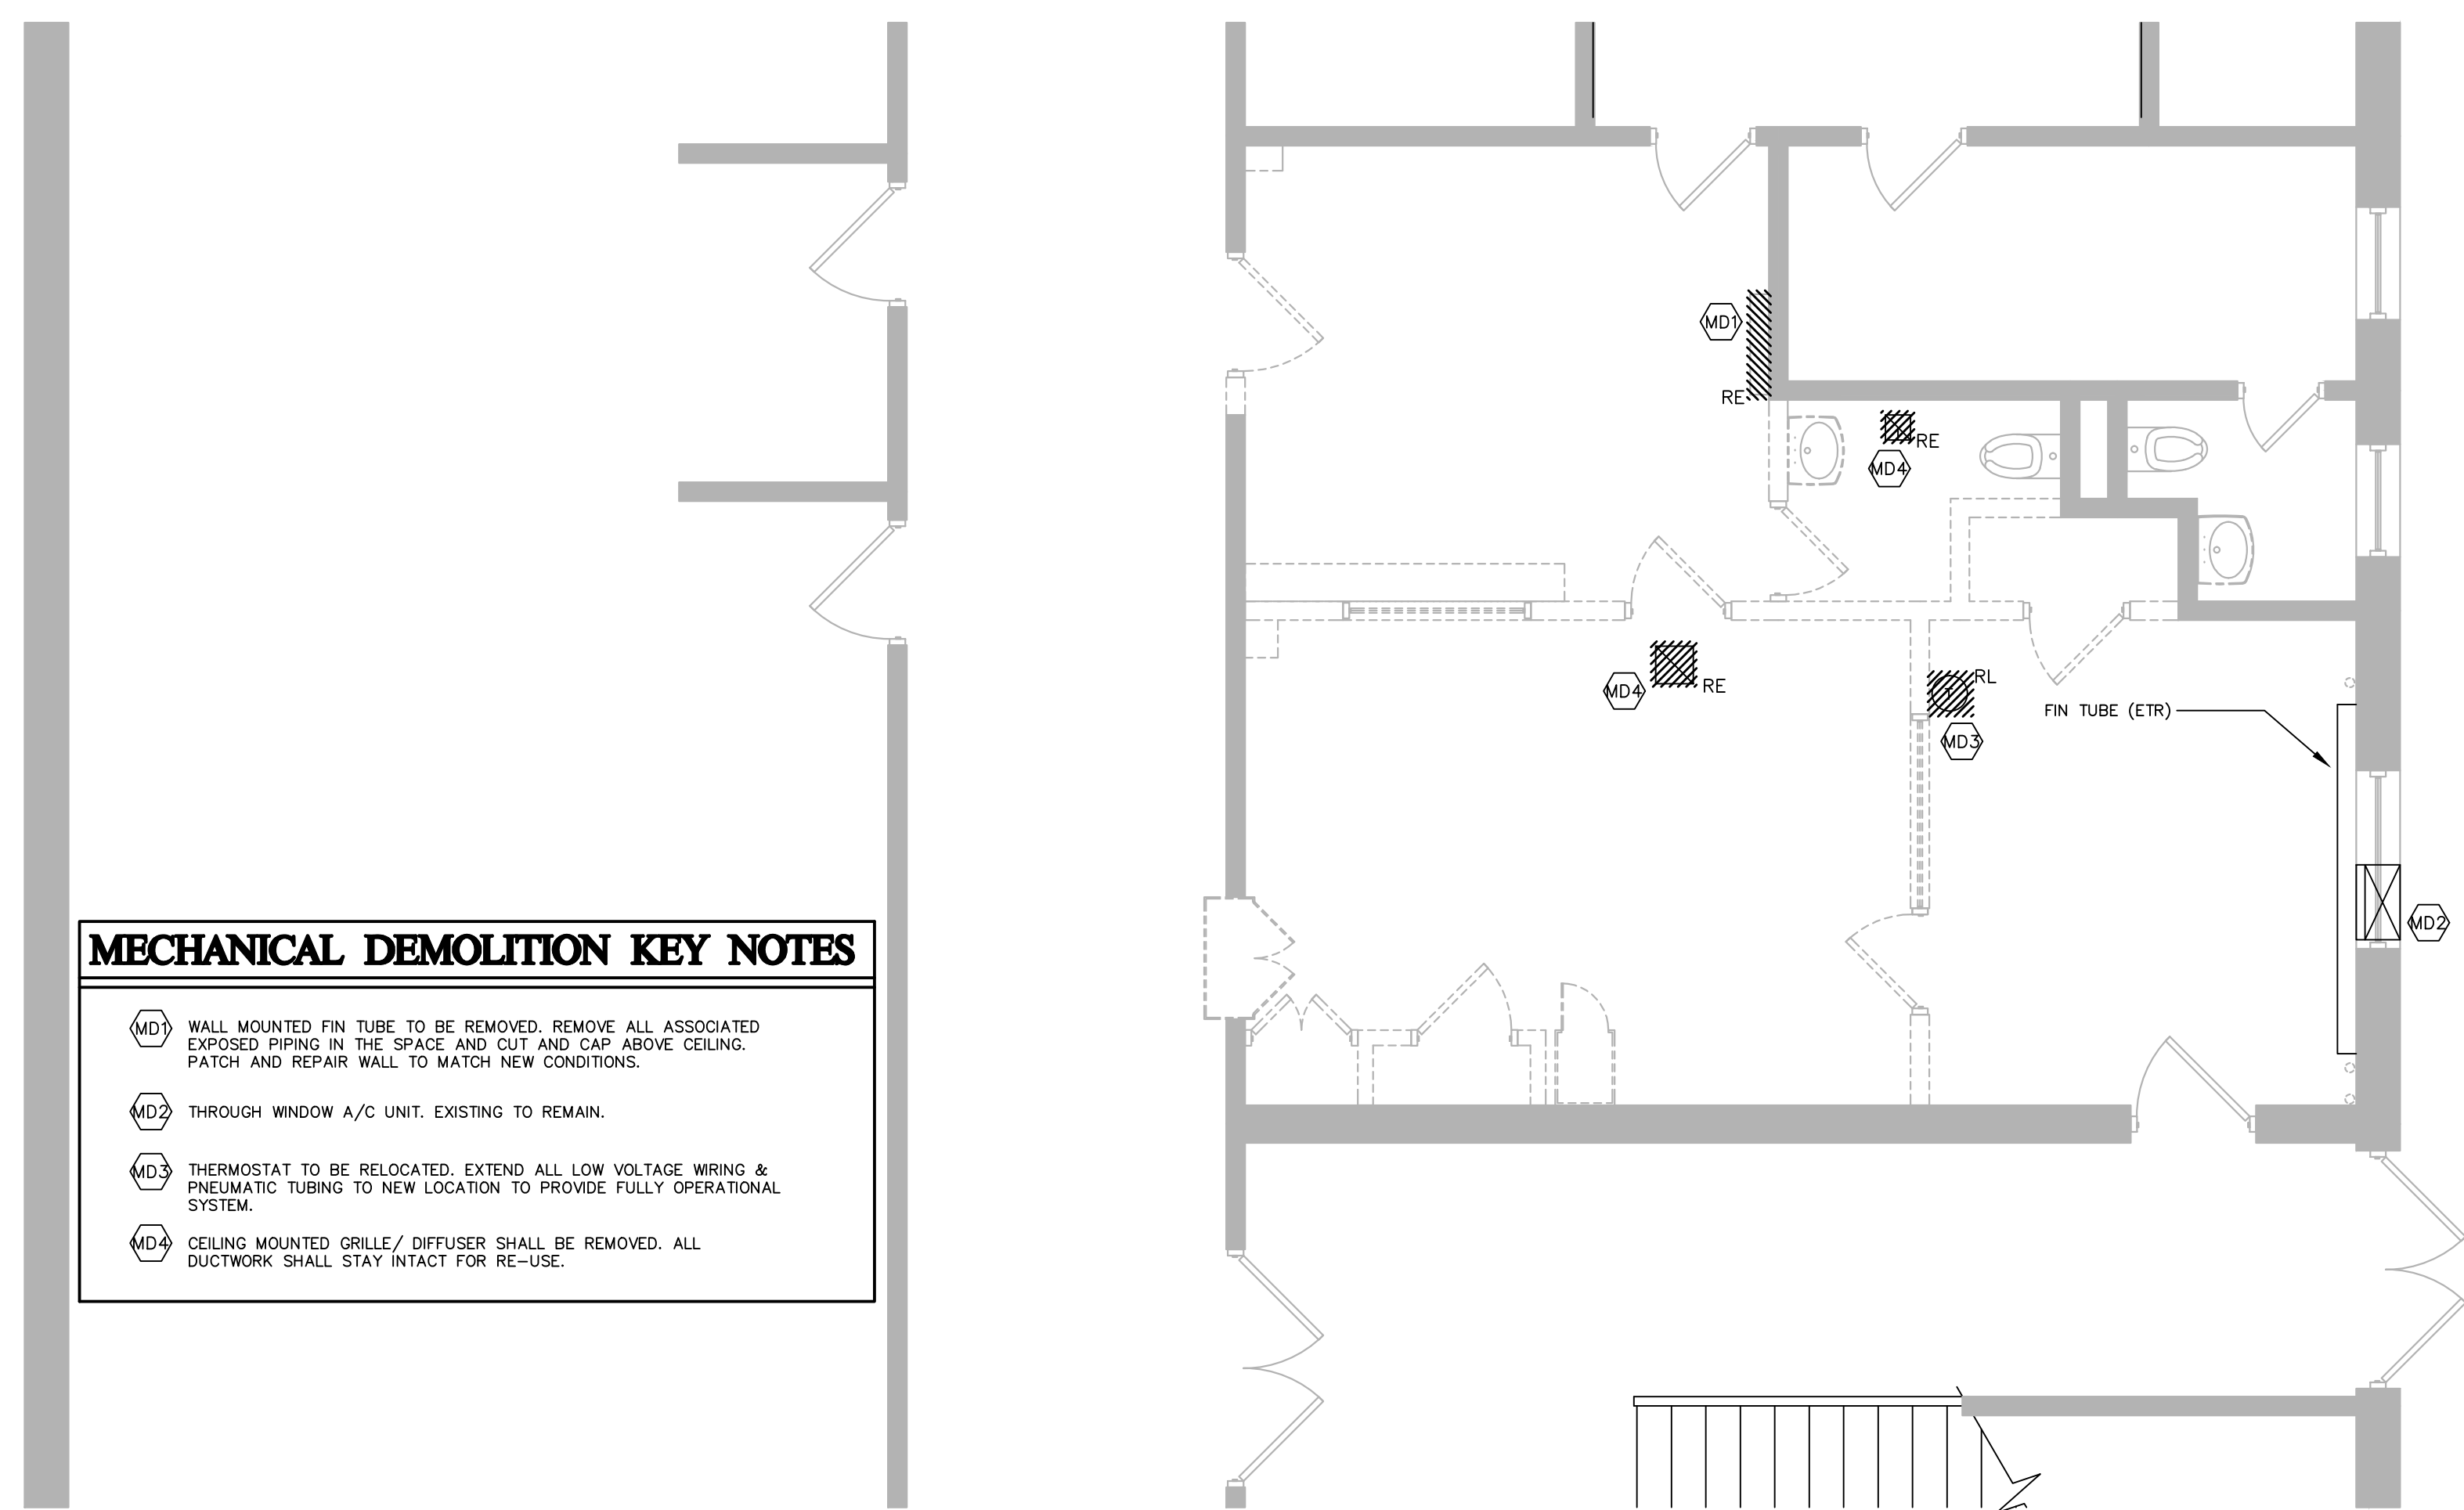 MD1
RE
RE
MD4
MD4
RE
RL
T
MD3
FIN TUBE (ETR)
MD2
MECHANICAL DEMOLITION KEY NOTES
MD1 WALL MOUNTED FIN TUBE TO BE REMOVED. REMOVE ALL ASSOCIATED
EXPOSED PIPING IN THE SPACE AND CUT AND CAP ABOVE CEILING.
PATCH AND REPAIR WALL TO MATCH NEW CONDITIONS.
MD2 THROUGH WINDOW A/C UNIT. EXISTING TO REMAIN.
MD3 THERMOSTAT TO BE RELOCATED. EXTEND ALL LOW VOLTAGE WIRING &
PNEUMATIC TUBING TO NEW LOCATION TO PROVIDE FULLY OPERATIONAL
SYSTEM.
MD4 CEILING MOUNTED GRILLE/ DIFFUSER SHALL BE REMOVED. ALL
DUCTWORK SHALL STAY INTACT FOR RE-USE.